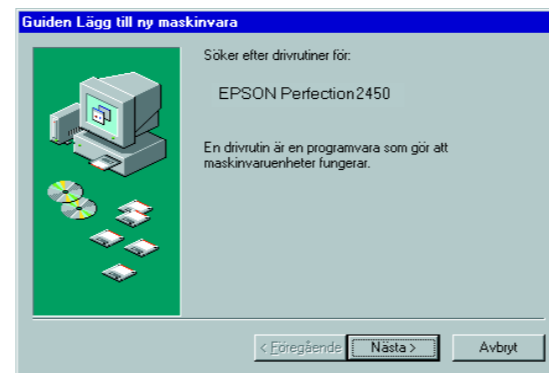 Guiden Lägg till ny maskinvara
Söker efter drivrutiner för:
EPSON Perfection2450
En drivrutin är en programvara som gör att
maskinvaruenheter fungerar.
< Föregående
Nästa >
Avbryt